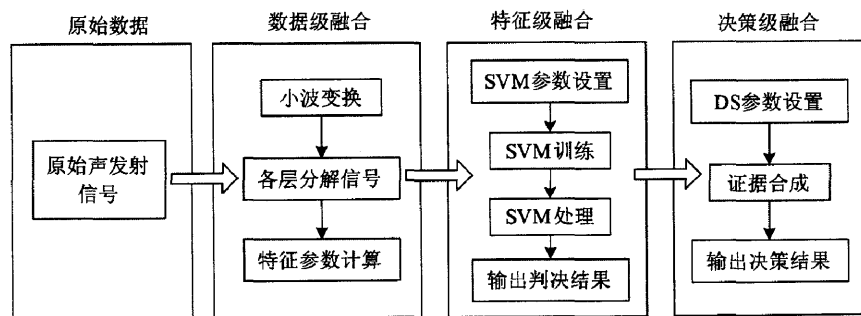 原始数据
数据级融合
特征级融合
决策级融合
原始声发射
信号
小波变换
各层分解信号
特征参数计算
SVM参数设置
SVM训练
SVM处理
输出判决结果
DS参数设置
证据合成
输出决策结果